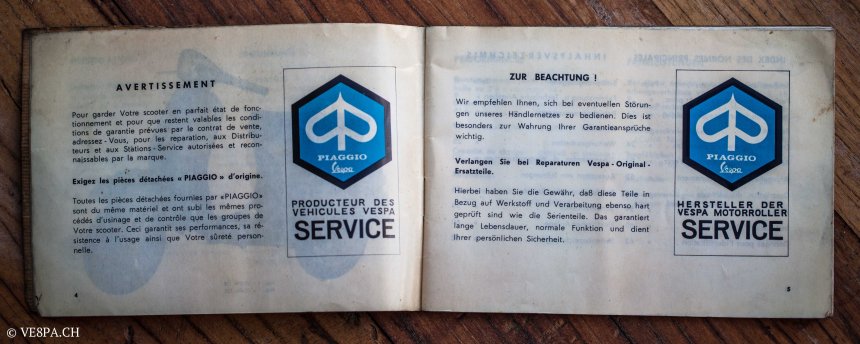 AVERTISSEMENT
Pour garder Votre scooter en parfait état de fonc-
tionnement et pour que restent valables les condi-
tions de garantie prévues par le contrat de vente,
adressez-Vous, pour les reparation, aux Distribu-
teurs et aux Stations-Service autorisées et recon-
naissables par la marque.
Exigez les pièces détachées « PIAGGIO » d'origine.
Toutes les pièces détachées fournies par «PIAGGIO»
sont du même matériel et ont subi les mêmes pro-
cédés d'usinage et de contrôle que les groupes de
Votre scooter. Ceci garantit ses performances, sa ré-
sistence à l'usage ainsi que Votre sûreté person-
nelle.
PIAGGIO
Vespa
PRODUCTEUR DES
VEHICULES VESPA
SERVICE
4
ZUR BEACHTUNG !
Wir empfehlen Ihnen, sich bei eventuellen Störun-
gen unseres Händlernetzes zu bedienen. Dies ist
besonders zur Wahrung Ihrer Garantieansprüche
wichtig.
Verlangen Sie bei Reparaturen Vespa-Original-
Ersatzteile.
Hierbei haben Sie die Gewähr, daß diese Teile in
Bezug auf Werkstoff und Verarbeitung ebenso hart
geprüft sind wie die Serienteile. Das garantiert
lange Lebensdauer, normale Funktion und dient
Ihrer persönlichen Sicherheit.
PIAGGIO
Vespa
HERSTELLER DER
VESPA MOTORROLLER
SERVICE
5
© VE8PA.CH